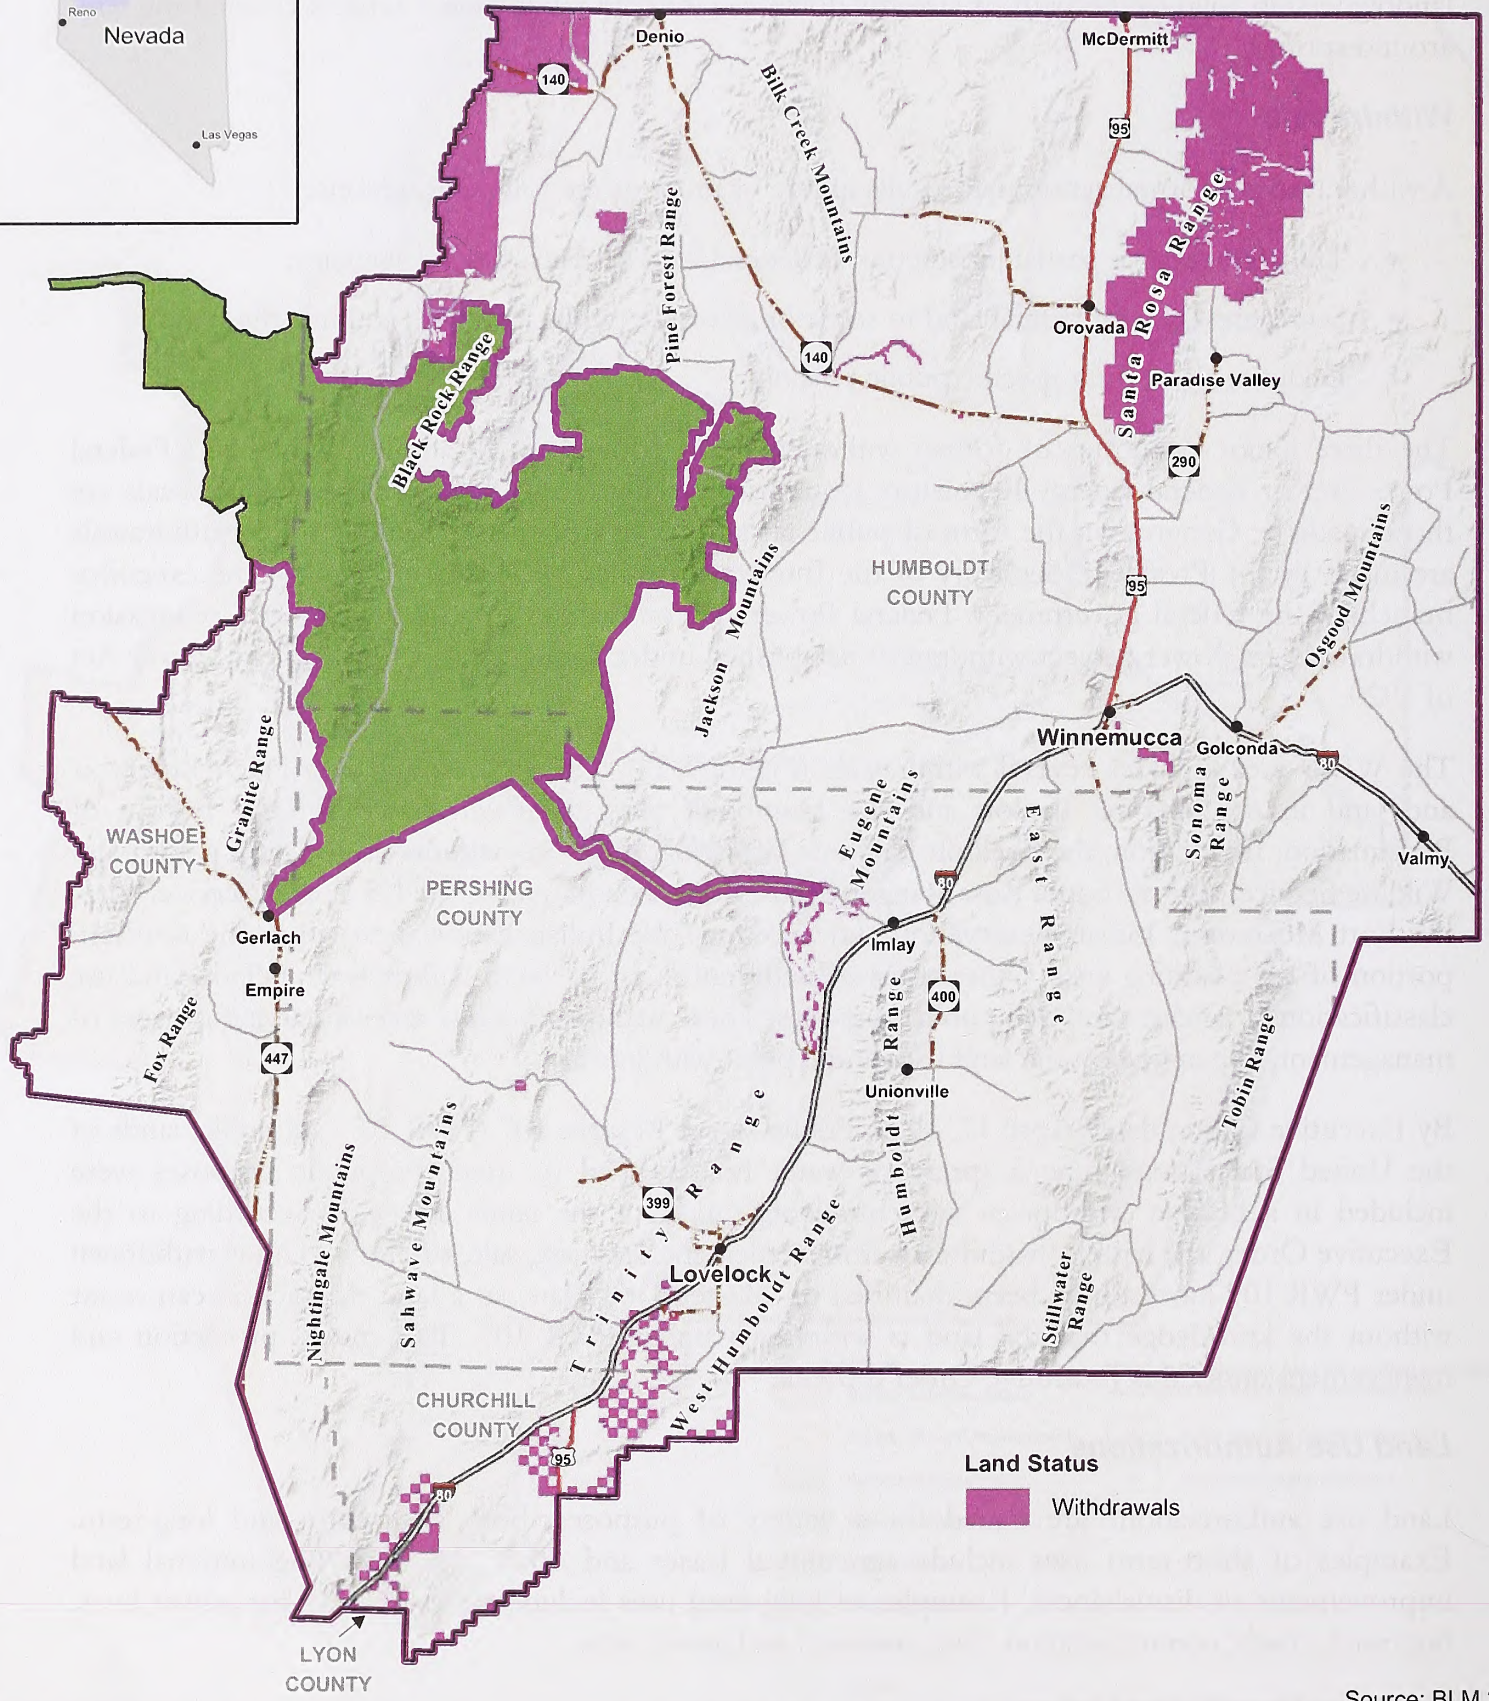 Reno
Nevada
Las Vegas
Denio
McDermitt
140
Bilk Creek Mountains
95
Pine Forest Range
Santa Rosa Range
Orovada
140
Black Rock Range
Paradise Valley
290
HUMBOLDT
COUNTY
95
Osgood Mountains
Jackson Mountains
Granite Range
Winnemucca
Golconda
80
WASHOE
COUNTY
Eugene
Mountains
Sonoma
Range
Valmy
PERSHING
COUNTY
80
East Range
Gerlach
Imlay
Empire
400
Fox Range
447
Humboldt Range
Unionville
Tobin Range
Nightingale Mountains
Sahwave Mountains
399
Trinity Range
Lovelock
West Humboldt Range
Stillwater
Range
CHURCHILL
COUNTY
95
80
Land Status
Withdrawals
LYON
COUNTY
Source: BLM